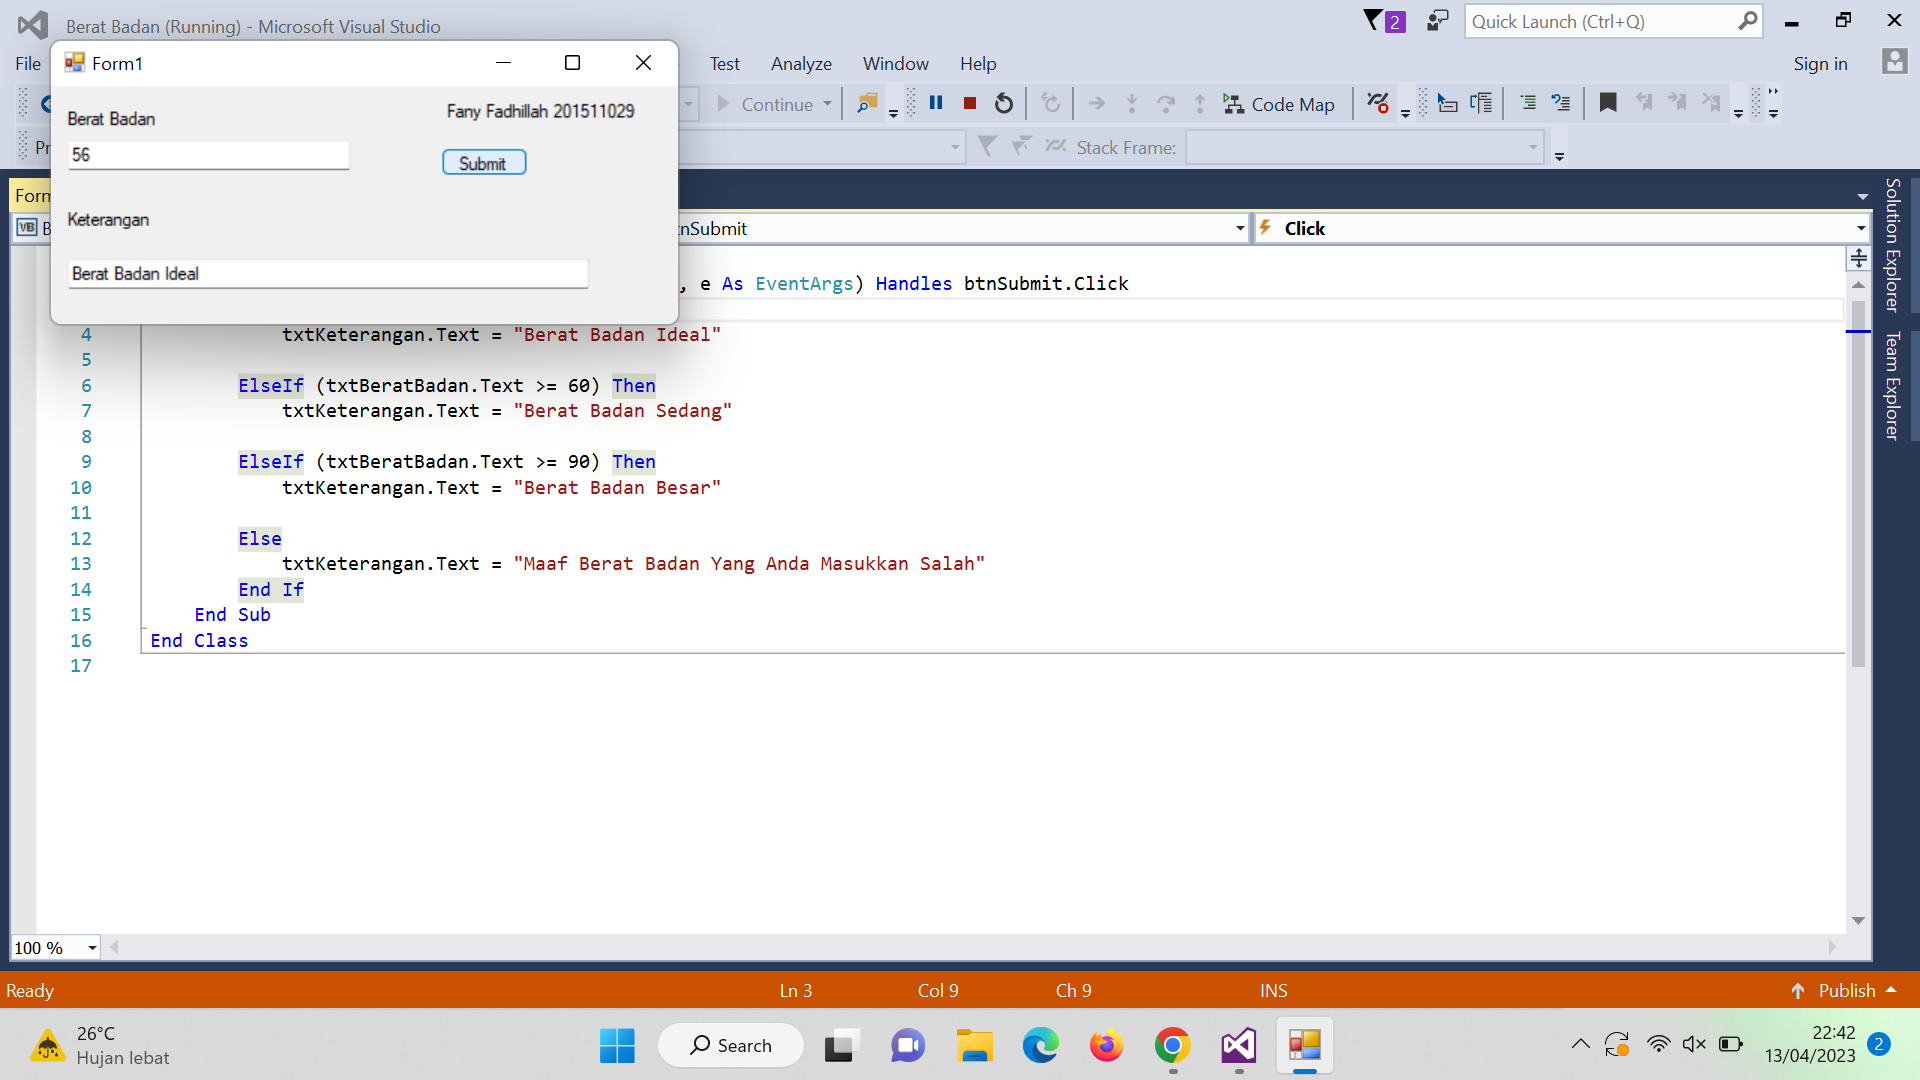 Berat Badan (Running) - Microsoft Visual Studio
2
Quick Launch (Ctrl+Q)
File
Test
Analyze
Window
Help
Sign in
Form1
Continue
Code Map
Stack Frame:
Fany Fadhillah 201511029
Berat Badan
56
Submit
Keterangan
Berat Badan Ideal
Click
, e As EventArgs) Handles btnSubmit.Click
4 txtKeterangan.Text = "Berat Badan Ideal"
5
6 ElseIf (txtBeratBadan.Text >= 60) Then
7 txtKeterangan.Text = "Berat Badan Sedang"
8
9 ElseIf (txtBeratBadan.Text >= 90) Then
10 txtKeterangan.Text = "Berat Badan Besar"
11
12 Else
13 txtKeterangan.Text = "Maaf Berat Badan Yang Anda Masukkan Salah"
14 End If
15 End Sub
16 End Class
17
Solution Explorer
Team Explorer
100 %
Ready
Ln 3
Col 9
Ch 9
INS
Publish
26°C
Hujan lebat
Search
22:42
13/04/2023
2